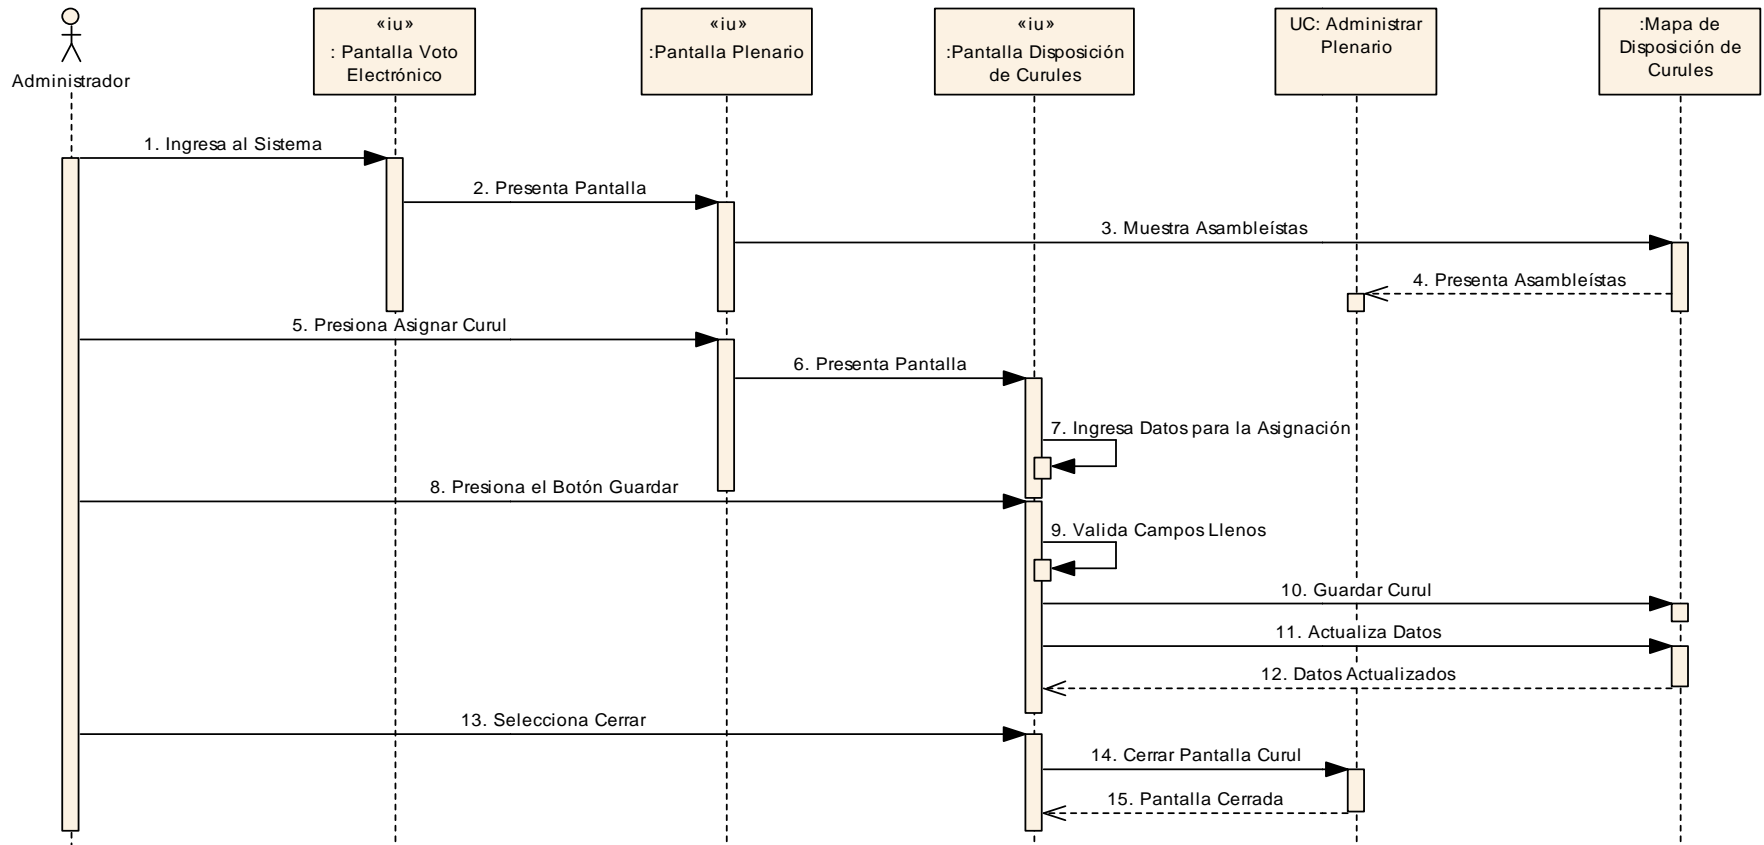 Administrador
«iu»
: Pantalla Voto
Electrónico
«iu»
:Pantalla Plenario
«iu»
:Pantalla Disposición
de Curules
UC: Administrar
Plenario
:Mapa de
Disposición de
Curules
1. Ingresa al Sistema
2. Presenta Pantalla
3. Muestra Asambleístas
4. Presenta Asambleístas
5. Presiona Asignar Curul
6. Presenta Pantalla
7. Ingresa Datos para la Asignación
8. Presiona el Botón Guardar
9. Valida Campos Llenos
10. Guardar Curul
11. Actualiza Datos
12. Datos Actualizados
13. Selecciona Cerrar
14. Cerrar Pantalla Curul
15. Pantalla Cerrada